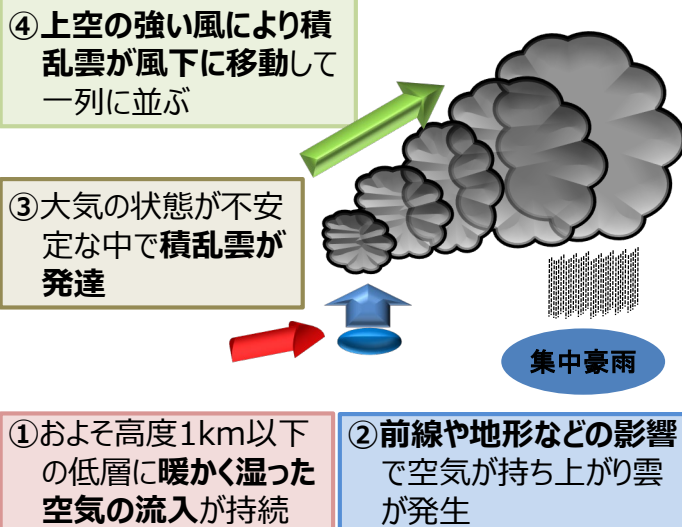 ④上空の強い風により積
乱雲が風下に移動して
一列に並ぶ
③大気の状態が不安
定な中で積乱雲が
発達
集中豪雨
①およそ高度1km以下
の低層に暖かく湿った
空気の流入が持続
②前線や地形などの影響
で空気が持ち上がり雲
が発生